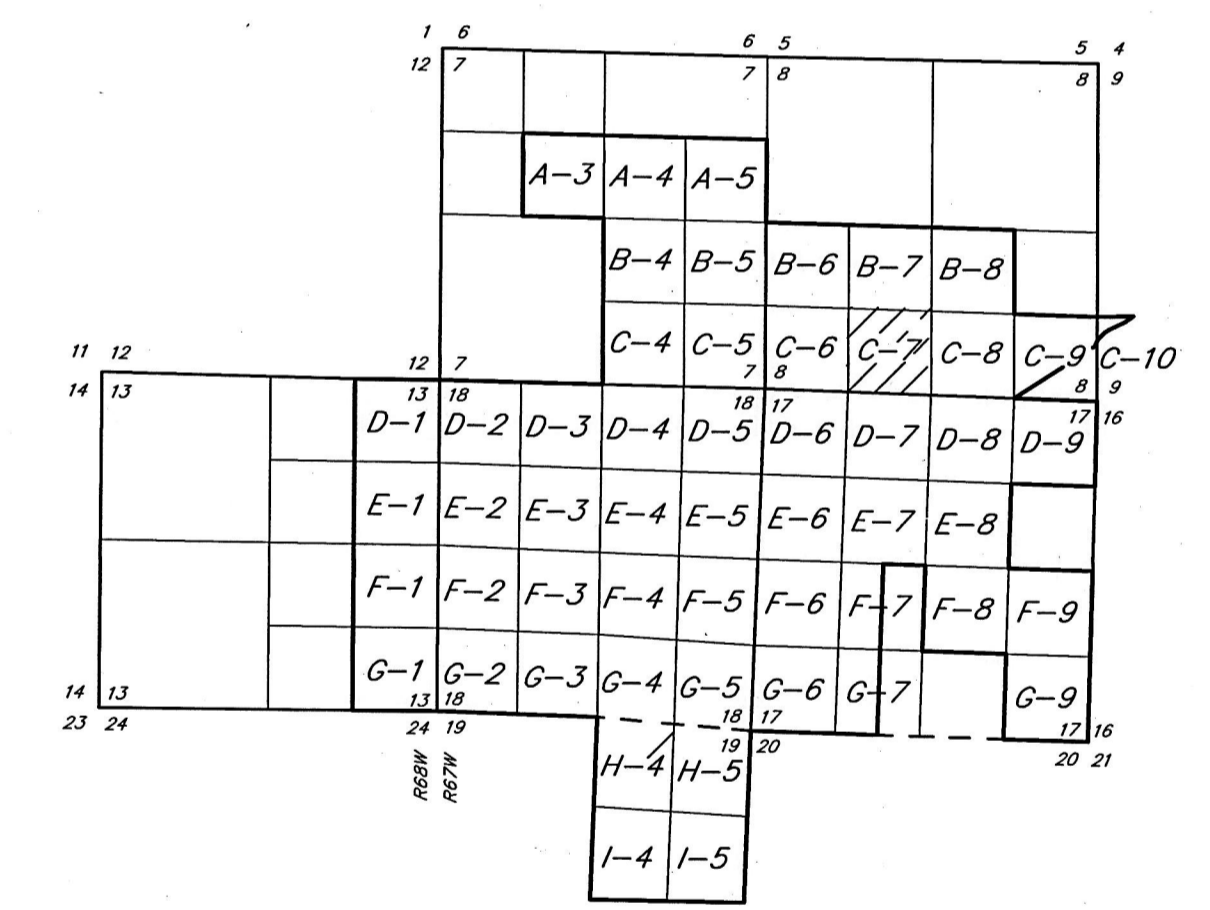 1 6 6 5 5 4
12 7 7 8 8 9
A-3 A-4 A-5
B-4 B-5 B-6 B-7 B-8
C-4 C-5 C-6 C-7 C-8 C-9 C-10
11 12 12 7 7 8 8 9
14 13 13 18 18 17 17 16
D-1 D-2 D-3 D-4 D-5 D-6 D-7 D-8 D-9
E-1 E-2 E-3 E-4 E-5 E-6 E-7 E-8
F-1 F-2 F-3 F-4 F-5 F-6 F-7 F-8 F-9
G-1 G-2 G-3 G-4 G-5 G-6 G-7 G-9
14 13 13 18 18 17 17 16
23 24 24 19 19 20 20 21
R68W
R67W
H-4 H-5
I-4 I-5